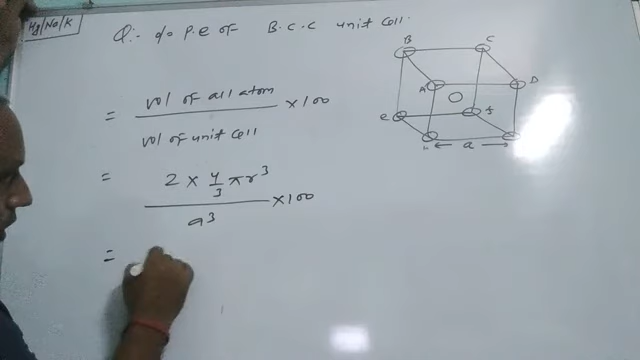 Hg/Na/K
Q:- % P.e of B.C.C unit cell.
B C
A D
e f
a
= vol of all atom / vol of unit cell × 100
= 2 × 4/3 πr³ / a³ × 100
=